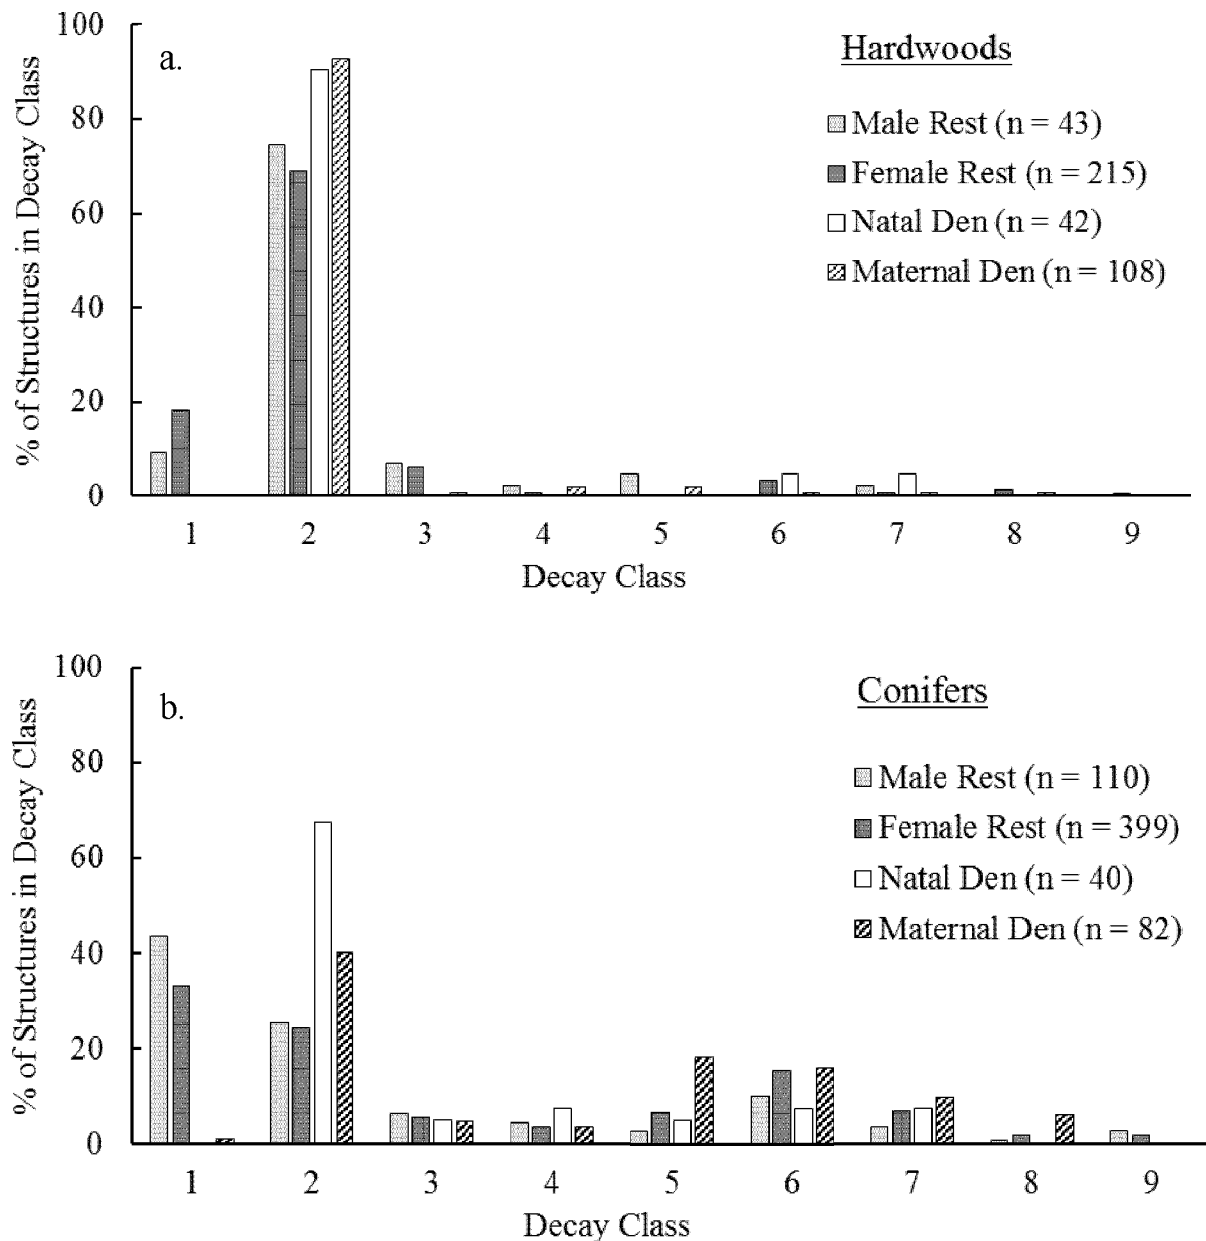 a.
Hardwoods
Male Rest (n = 43)
Female Rest (n = 215)
Natal Den (n = 42)
Maternal Den (n = 108)
% of Structures in Decay Class
100
80
60
40
20
0
1 2 3 4 5 6 7 8 9
Decay Class
b.
Conifers
Male Rest (n = 110)
Female Rest (n = 399)
Natal Den (n = 40)
Maternal Den (n = 82)
% of Structures in Decay Class
100
80
60
40
20
0
1 2 3 4 5 6 7 8 9
Decay Class